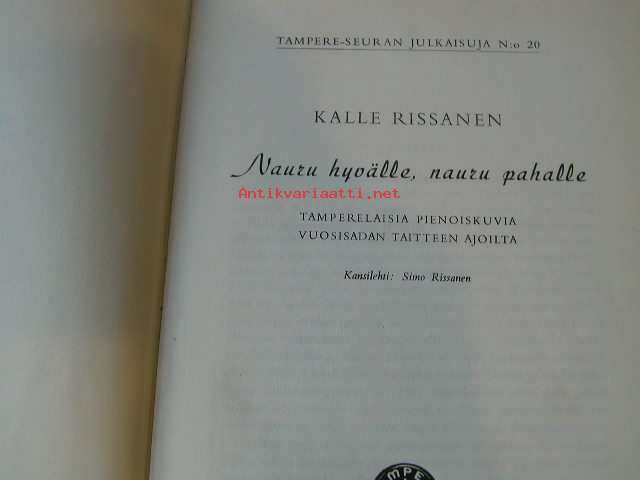 TAMPERE-SEURAN JULKAISUJA N:o 20
KALLE RISSANEN
Nauru hyvälle, nauru pahalle
Antikvariaatti.net
TAMPERELAISIA PIENOISKUVIA
VUOSISADAN TAITTEEN AJOILTA
Kansilehti: Simo Rissanen